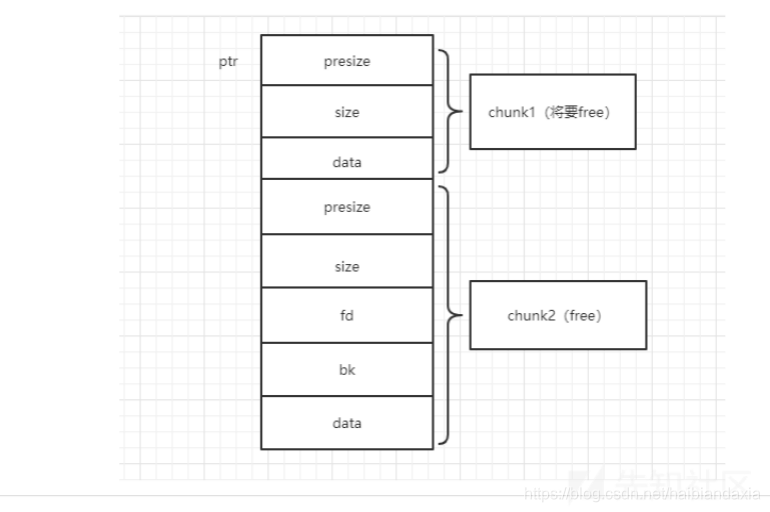 ptr
presize
size
chunk1（将要free）
data
presize
size
fd
chunk2（free）
bk
data
先知社区
https://blog.csdn.net/haibiandaxia